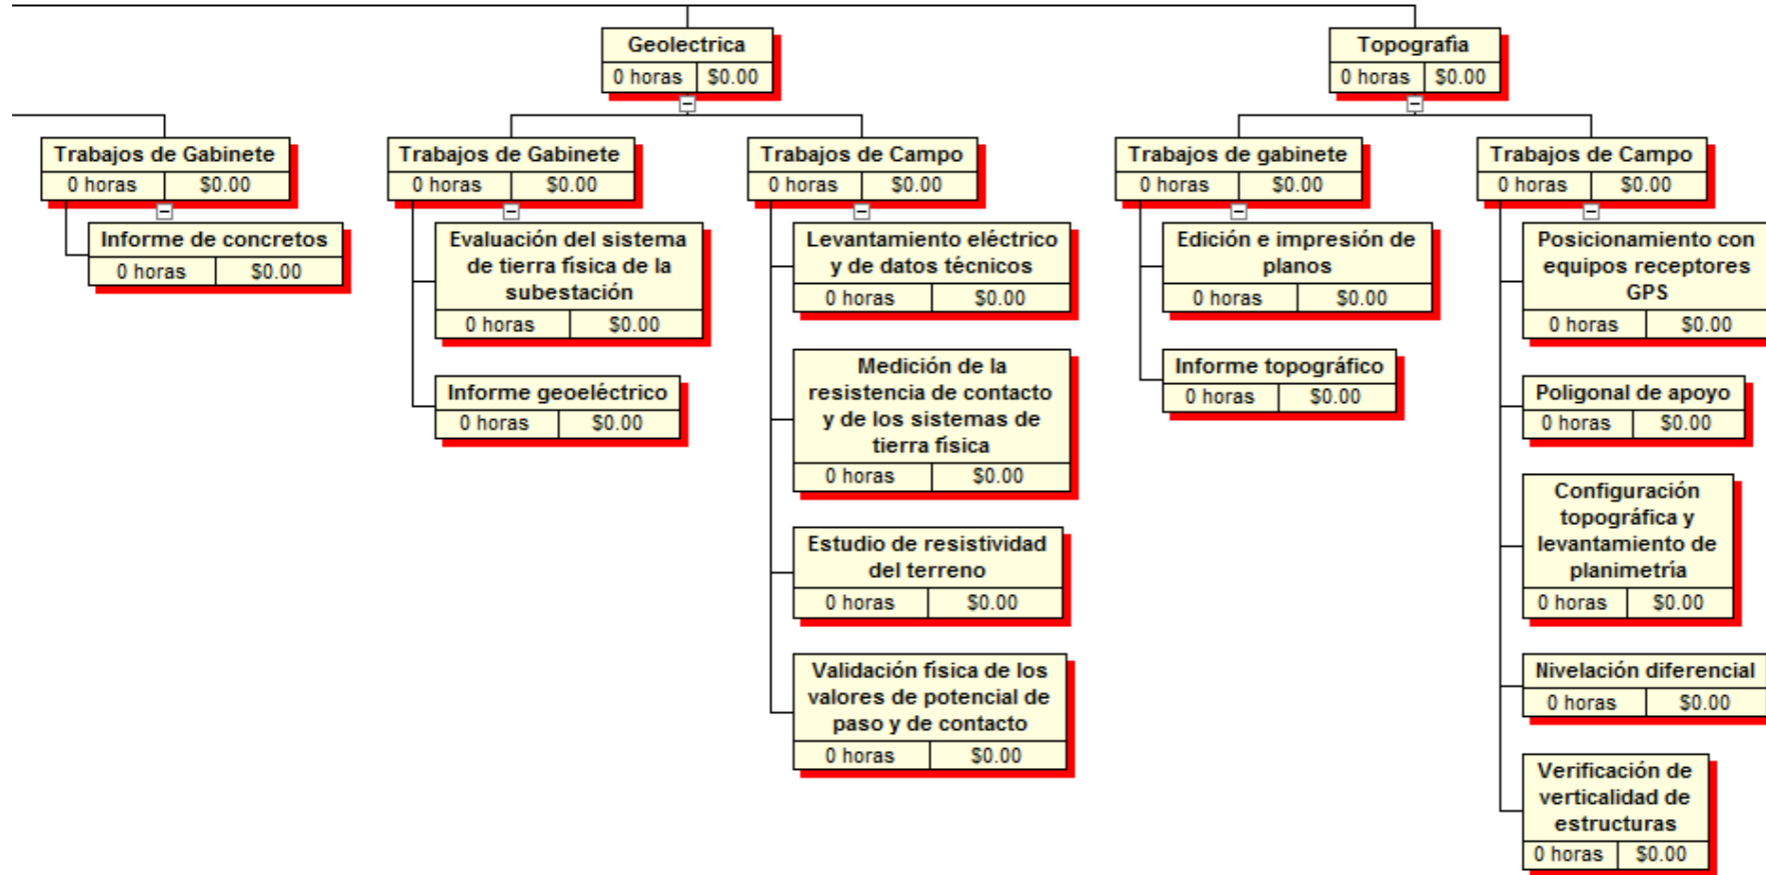 Geolectrica
0 horas $0.00
Topografia
0 horas $0.00
Trabajos de Gabinete
0 horas $0.00
Informe de concretos
0 horas $0.00
Trabajos de Gabinete
0 horas $0.00
Evaluación del sistema
de tierra física de la
subestación
0 horas $0.00
Informe geoeléctrico
0 horas $0.00
Trabajos de Campo
0 horas $0.00
Levantamiento eléctrico
y de datos técnicos
0 horas $0.00
Medición de la
resistencia de contacto
y de los sistemas de
tierra física
0 horas $0.00
Estudio de resistividad
del terreno
0 horas $0.00
Validación física de los
valores de potencial de
paso y de contacto
0 horas $0.00
Trabajos de gabinete
0 horas $0.00
Edición e impresión de
planos
0 horas $0.00
Informe topográfico
0 horas $0.00
Trabajos de Campo
0 horas $0.00
Posicionamiento con
equipos receptores
GPS
0 horas $0.00
Poligonal de apoyo
0 horas $0.00
Configuración
topográfica y
levantamiento de
planimetría
0 horas $0.00
Nivelación diferencial
0 horas $0.00
Verificación de
verticalidad de
estructuras
0 horas $0.00